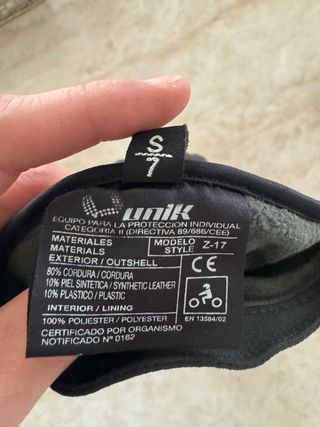 S
7
unik
EQUIPO PARA LA PROTECCION INDIVIDUAL
CATEGORIA II (DIRECTIVA 89/686/CEE)
MATERIALES
MATERIALS
MODELO
STYLE
Z-17
EXTERIOR / OUTSHELL
80% CORDURA / CORDURA
10% PIEL SINTETICA / SYNTHETIC LEATHER
10% PLASTICO / PLASTIC
CE
INTERIOR / LINING
100% POLIESTER / POLYESTER
EN 13594/02
CERTIFICADO POR ORGANISMO
NOTIFICADO Nº 0162